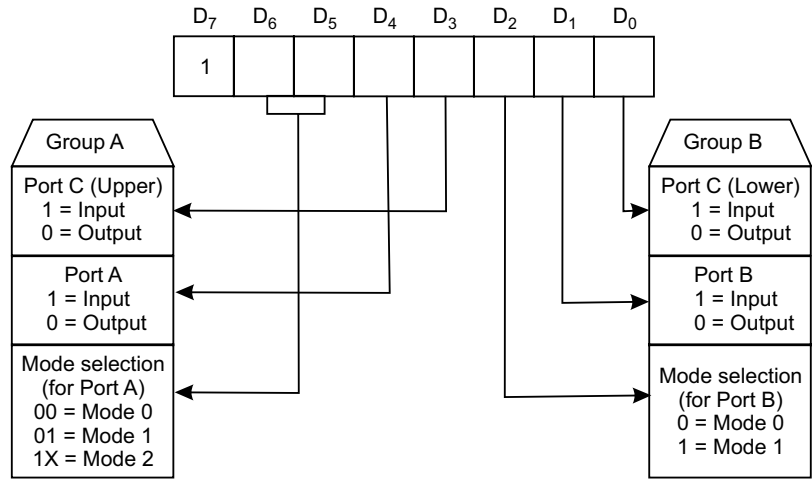 D7 D6 D5 D4 D3 D2 D1 D0
1
Group A
Port C (Upper)
1 = Input
0 = Output
Port A
1 = Input
0 = Output
Mode selection
(for Port A)
00 = Mode 0
01 = Mode 1
1X = Mode 2
Group B
Port C (Lower)
1 = Input
0 = Output
Port B
1 = Input
0 = Output
Mode selection
(for Port B)
0 = Mode 0
1 = Mode 1